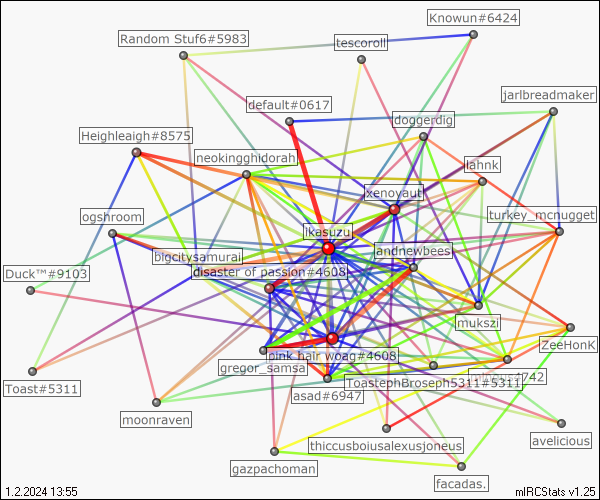 Knowun#6424
Random Stuf6#5983
tescoroll
jarlbreadmaker
default#0617
doggerdig
Heighleaigh#8575
neokingghidorah
lahnk
xenoyaut
ogshroom
turkey_mcnugget
ikasuzu
bigcitysamurai
andnewbees
Duck™#9103
disaster of passion#4608
mukszi
ZeeHonK
pink hair woag#4608
gregor_samsa
4742
Toast#5311
ToastephBroseph5311#5311
asad#6947
moonraven
avelicious
thiccusboiusalexusjoneus
gazpachoman
facadas.
1.2.2024 13:55
mIRCStats v1.25